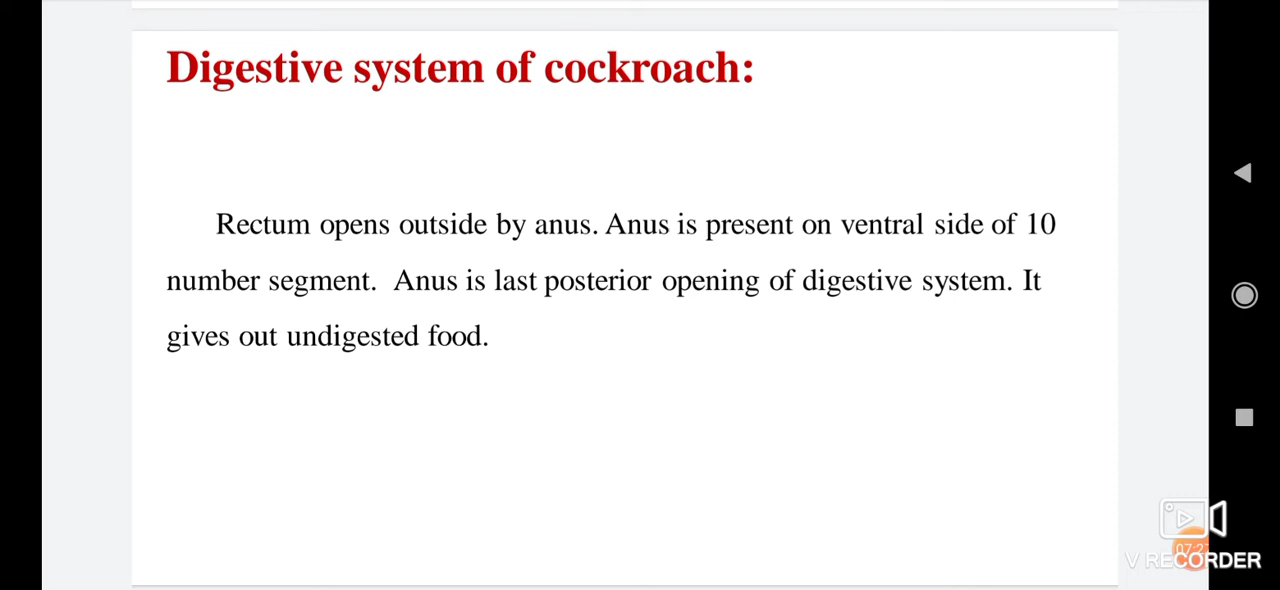 Digestive system of cockroach:
Rectum opens outside by anus. Anus is present on ventral side of 10
number segment.  Anus is last posterior opening of digestive system. It
gives out undigested food.
V RECORDER